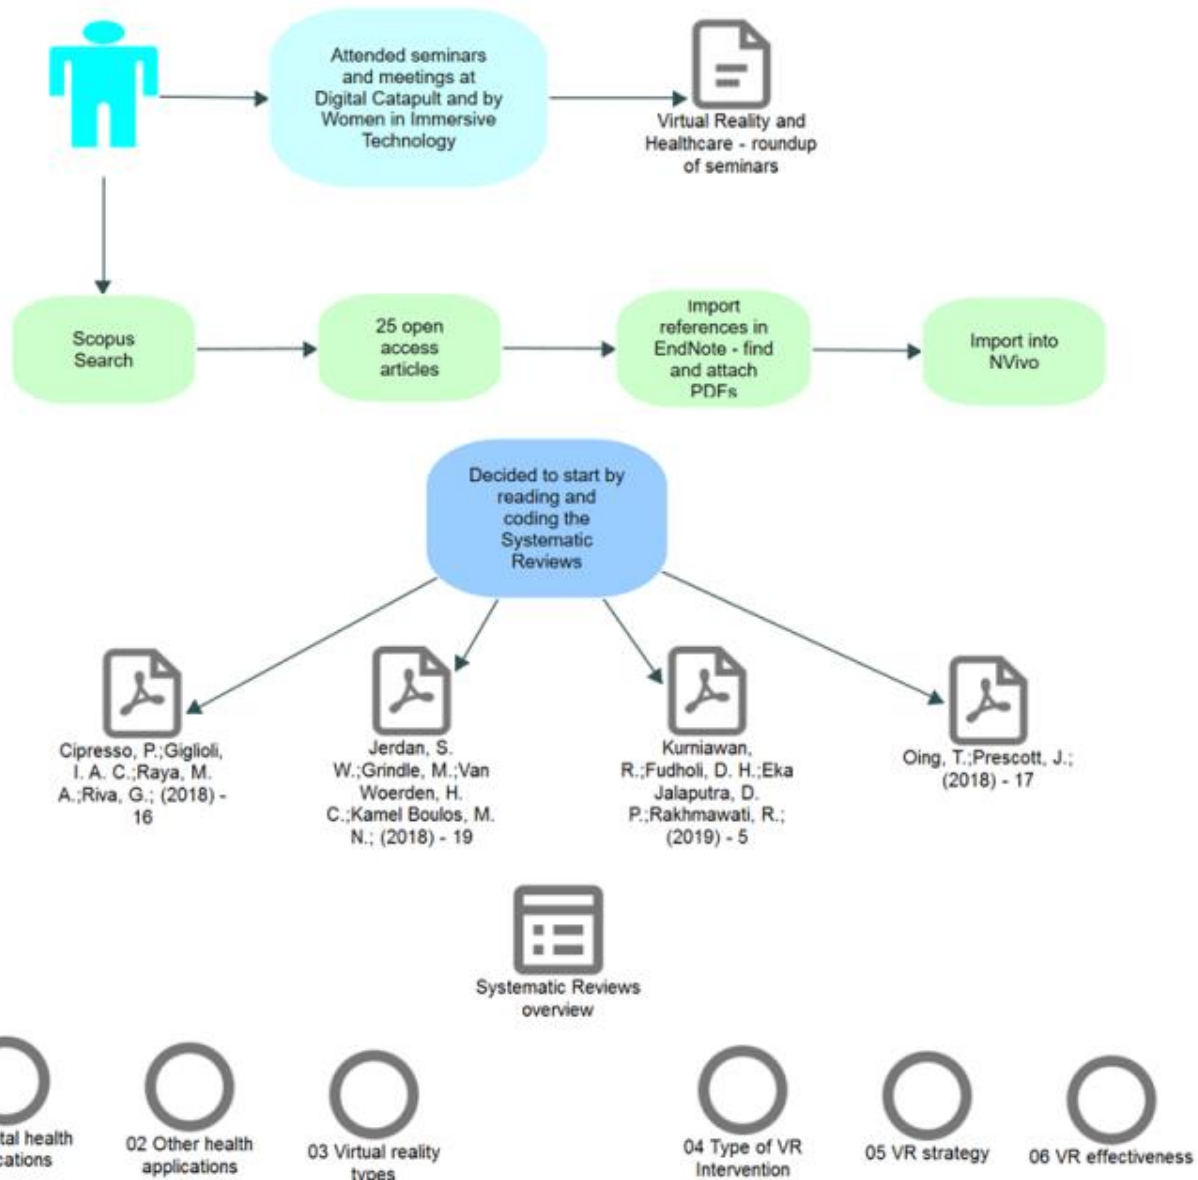 Attended seminars
and meetings at
Digital Catapult and by
Women in Immersive
Technology
Virtual Reality and
Healthcare - roundup
of seminars
Scopus
Search
25 open
access
articles
Import
references in
EndNote - find
and attach
PDFs
Import into
NVivo
Decided to start by
reading and
coding the
Systematic
Reviews
Cipresso, P.;Giglioli,
I. A. C.;Raya, M.
A.;Riva, G.; (2018) -
16
Jerdan, S.
W.;Grindle, M.;Van
Woerden, H.
C.;Kamel Boulos, M.
N.; (2018) - 19
Kurniawan,
R.;Fudholi, D. H.;Eka
Jalaputra, D.
P.;Rakhmawati, R.;
(2019) - 5
Oing, T.;Prescott, J.;
(2018) - 17
Systematic Reviews
overview
tal health
cations
02 Other health
applications
03 Virtual reality
types
04 Type of VR
Intervention
05 VR strategy
06 VR effectiveness